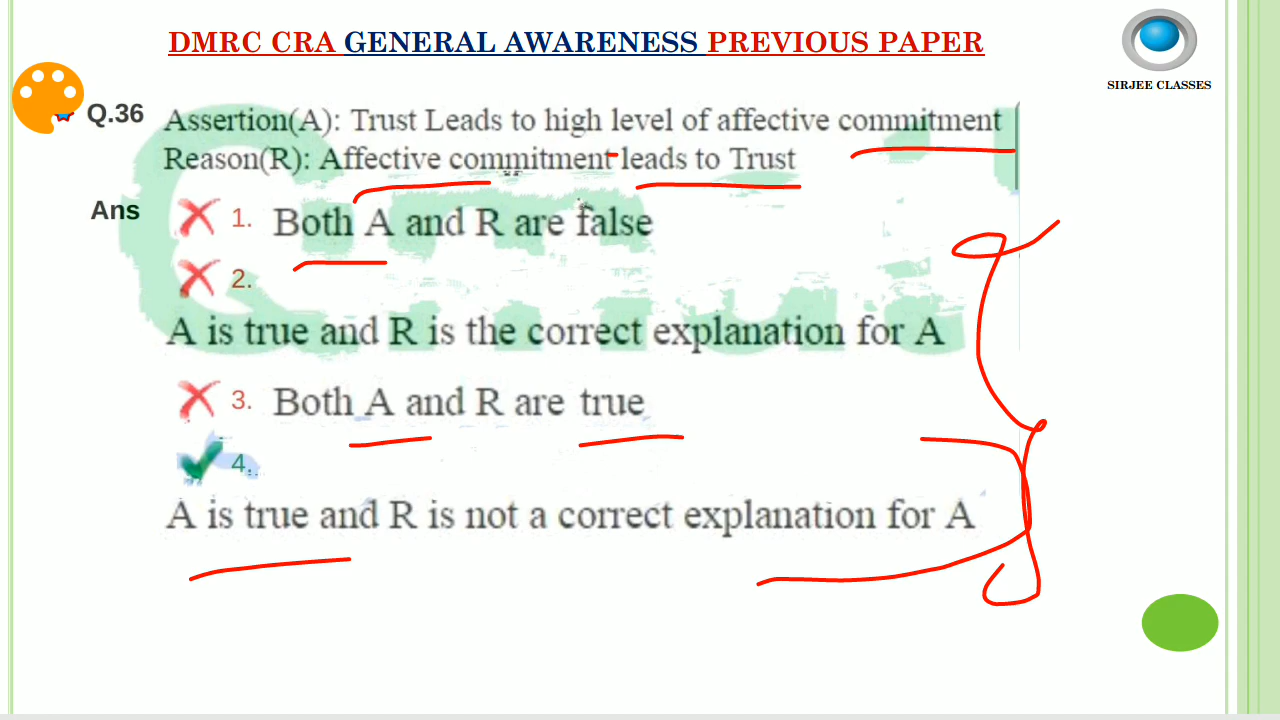 DMRC CRA GENERAL AWARENESS PREVIOUS PAPER
SIRJEE CLASSES
Q.36 Assertion(A): Trust Leads to high level of affective commitment
Reason(R): Affective commitment leads to Trust
Ans
1. Both A and R are false
2.
A is true and R is the correct explanation for A
3. Both A and R are true
4.
A is true and R is not a correct explanation for A